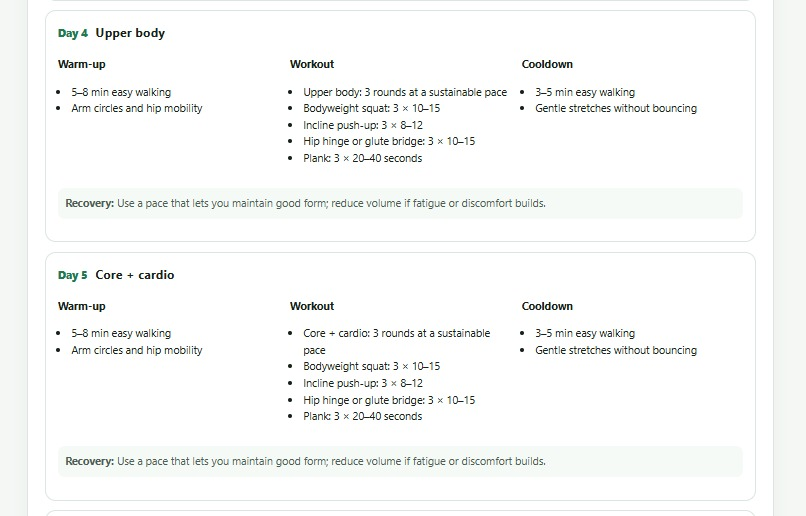 Day 4 Upper body
Warm-up
5–8 min easy walking
Arm circles and hip mobility
Workout
Upper body: 3 rounds at a sustainable pace
Bodyweight squat: 3 × 10–15
Incline push-up: 3 × 8–12
Hip hinge or glute bridge: 3 × 10–15
Plank: 3 × 20–40 seconds
Cooldown
3–5 min easy walking
Gentle stretches without bouncing
Recovery: Use a pace that lets you maintain good form; reduce volume if fatigue or discomfort builds.
Day 5 Core + cardio
Warm-up
5–8 min easy walking
Arm circles and hip mobility
Workout
Core + cardio: 3 rounds at a sustainable
pace
Bodyweight squat: 3 × 10–15
Incline push-up: 3 × 8–12
Hip hinge or glute bridge: 3 × 10–15
Plank: 3 × 20–40 seconds
Cooldown
3–5 min easy walking
Gentle stretches without bouncing
Recovery: Use a pace that lets you maintain good form; reduce volume if fatigue or discomfort builds.